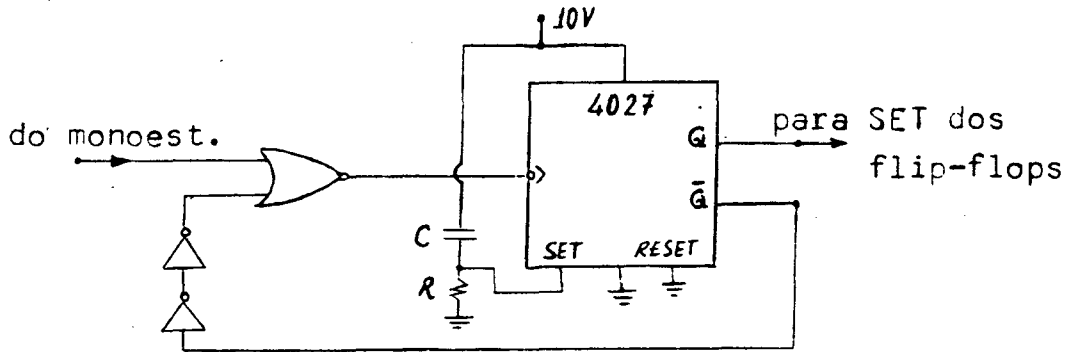 10V
4027
do monoest.
Q
para SET dos
flip-flops
Q̄
C
SET
RESET
R